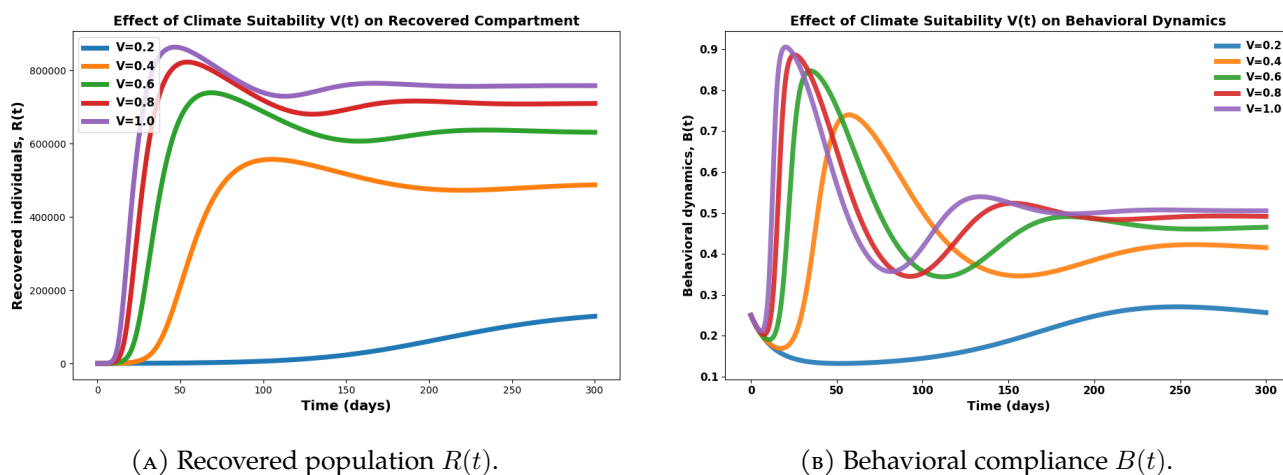 Effect of Climate Suitability V(t) on Recovered Compartment
Recovered individuals, R(t)
800000
600000
400000
200000
0
V=0.2
V=0.4
V=0.6
V=0.8
V=1.0
0 50 100 150 200 250 300
Time (days)
(A) Recovered population R(t).
Effect of Climate Suitability V(t) on Behavioral Dynamics
Behavioral dynamics, B(t)
0.9
0.8
0.7
0.6
0.5
0.4
0.3
0.2
0.1
V=0.2
V=0.4
V=0.6
V=0.8
V=1.0
0 50 100 150 200 250 300
Time (days)
(B) Behavioral compliance B(t).